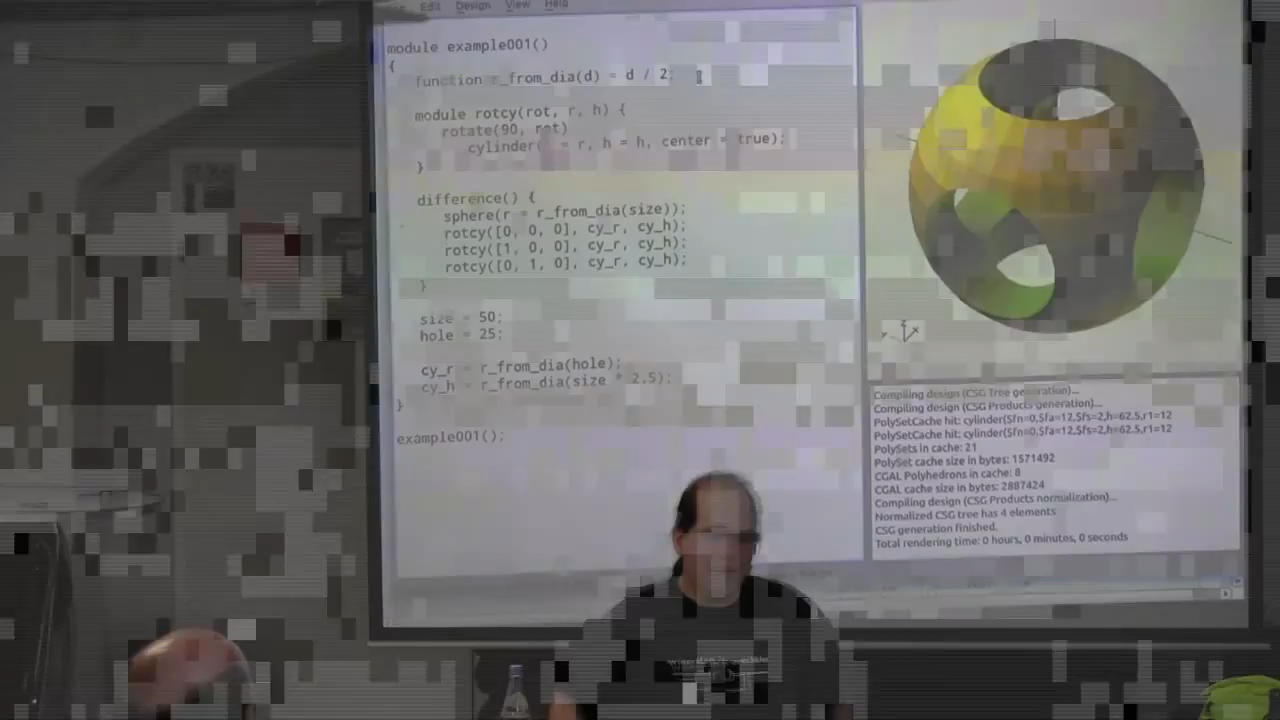 Edit Design View Help
module example001()
{
function r_from_dia(d) = d / 2;
module rotcy(rot, r, h) {
rotate(90, rot)
cylinder( = r, h = h, center = true);
}
difference() {
sphere(r = r_from_dia(size));
rotcy([0, 0, 0], cy_r, cy_h);
rotcy([1, 0, 0], cy_r, cy_h);
rotcy([0, 1, 0], cy_r, cy_h);
}
size = 50;
hole = 25;
cy_r = r_from_dia(hole);
cy_h = r_from_dia(size * 2.5);
}
example001();
Compiling design (CSG Tree generation)...
Compiling design (CSG Products generation)...
PolySetCache hit: cylinder($fn=0,$fa=12,$fs=2,h=62.5,r1=12
PolySetCache hit: cylinder($fn=0,$fa=12,$fs=2,h=62.5,r1=12
PolySets in cache: 21
PolySet cache size in bytes: 1571492
CGAL Polyhedrons in cache: 8
CGAL cache size in bytes: 2887424
Compiling design (CSG Products normalization)...
Normalized CSG tree has 4 elements
CSG generation finished.
Total rendering time: 0 hours, 0 minutes, 0 seconds